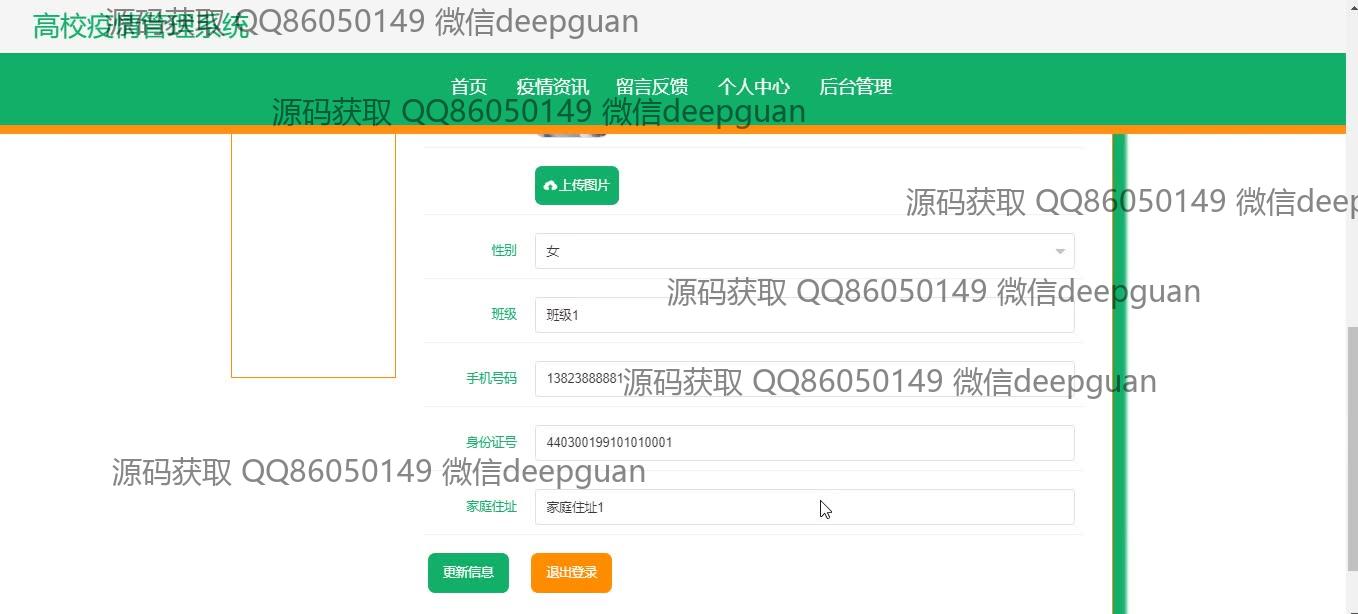 高校疫情管理系统
源码获取 QQ86050149 微信deepguan
首页 疫情资讯 留言反馈 个人中心 后台管理
源码获取 QQ86050149 微信deepguan
上传图片
源码获取 QQ86050149 微信deep
性别 女
源码获取 QQ86050149 微信deepguan
班级 班级1
手机号码 13823888881
源码获取 QQ86050149 微信deepguan
身份证号 440300199101010001
源码获取 QQ86050149 微信deepguan
家庭住址 家庭住址1
更新信息 退出登录